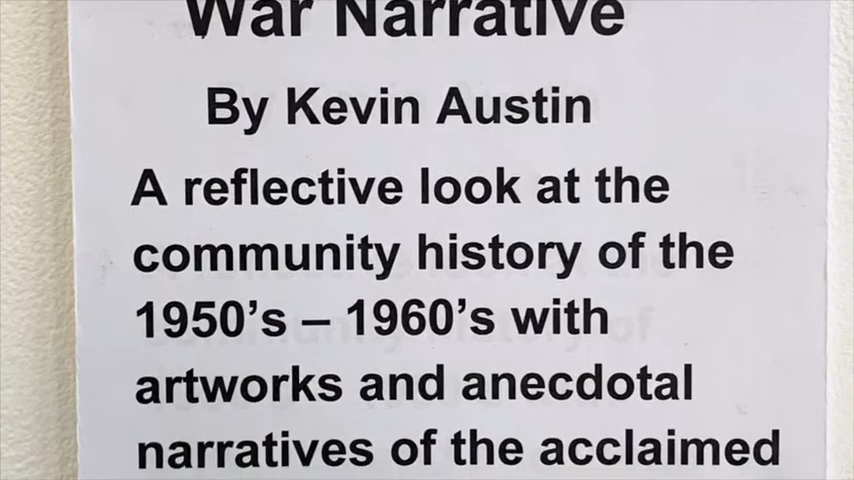 War Narrative
By Kevin Austin
A reflective look at the
community history of the
1950’s – 1960’s with
artworks and anecdotal
narratives of the acclaimed